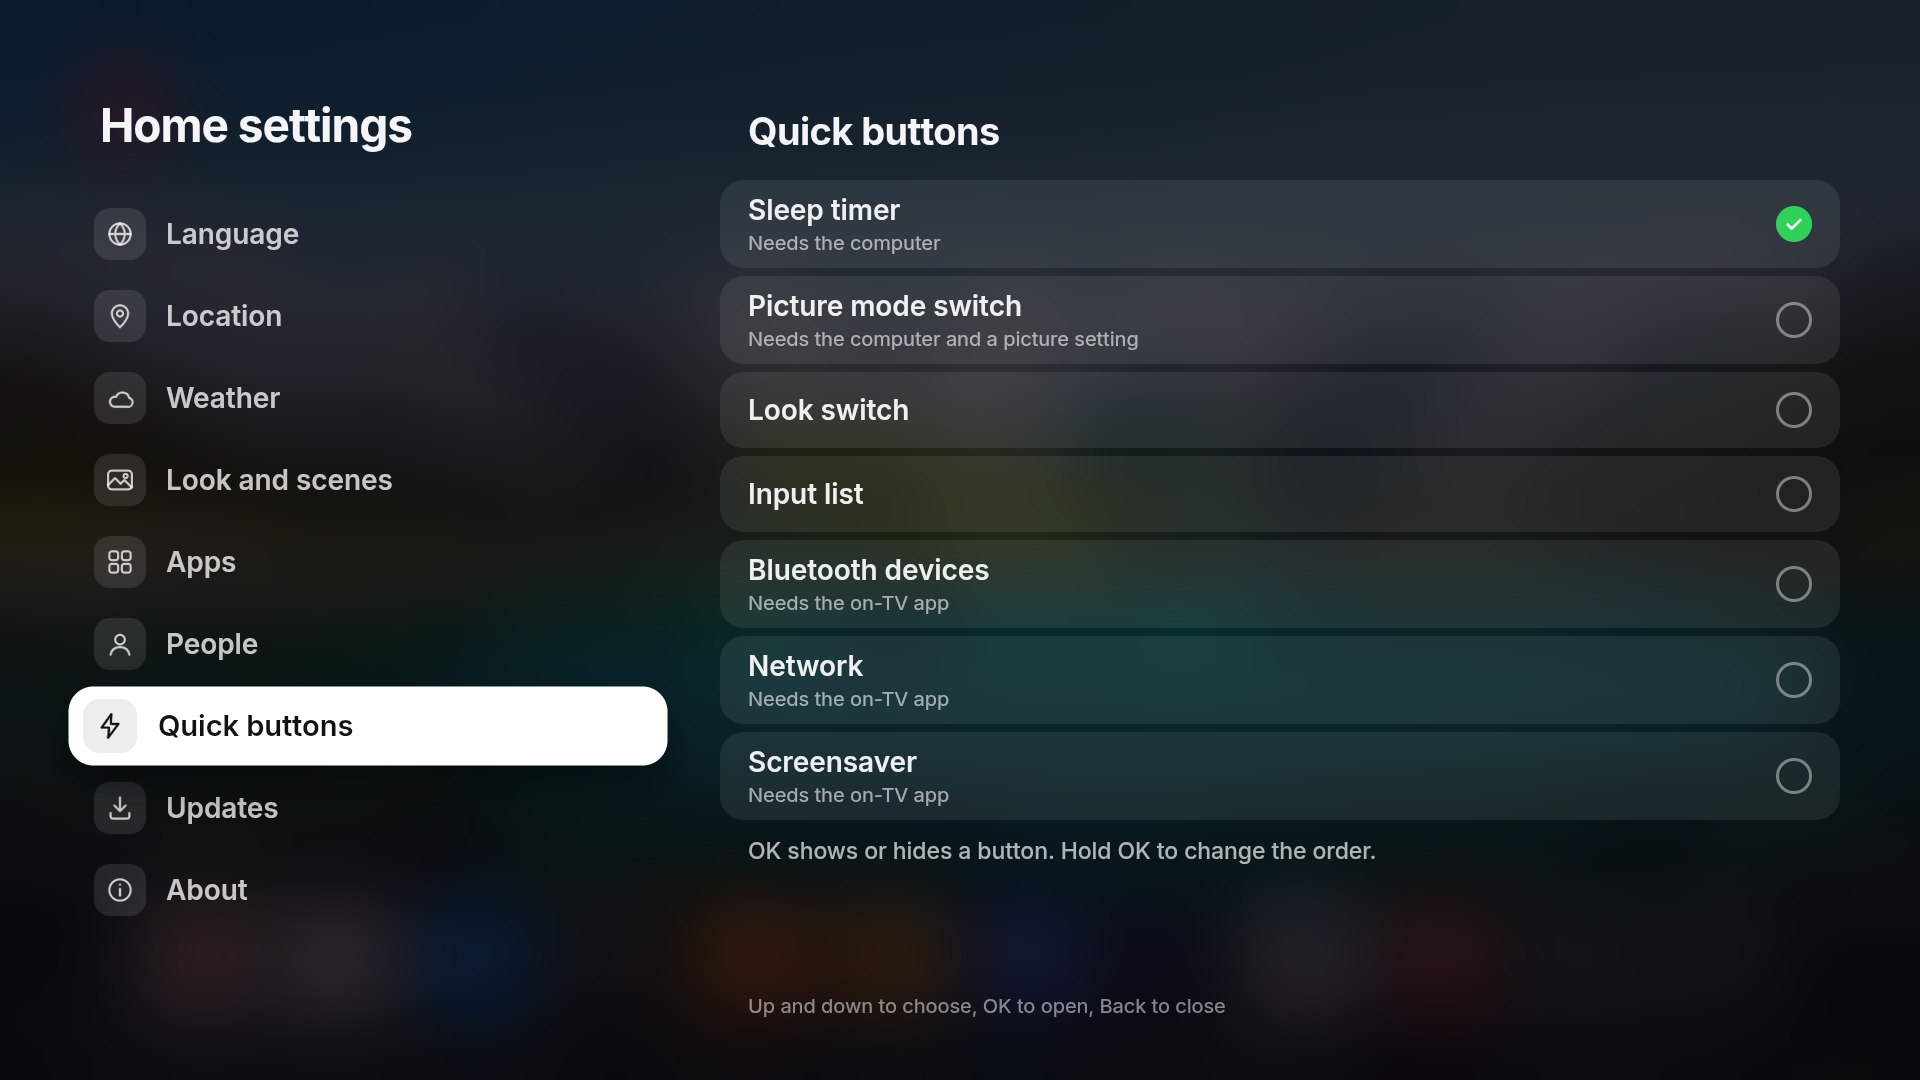 Home settings
Language
Location
Weather
Look and scenes
Apps
People
Quick buttons
Updates
About
Quick buttons
Sleep timer
Needs the computer
Picture mode switch
Needs the computer and a picture setting
Look switch
Input list
Bluetooth devices
Needs the on-TV app
Network
Needs the on-TV app
Screensaver
Needs the on-TV app
OK shows or hides a button. Hold OK to change the order.
Up and down to choose, OK to open, Back to close